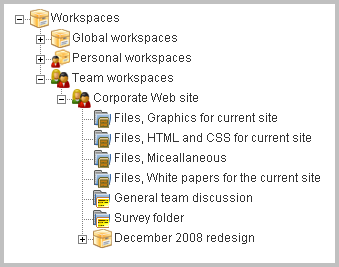 Workspaces
Global workspaces
Personal workspaces
Team workspaces
Corporate Web site
Files, Graphics for current site
Files, HTML and CSS for current site
Files, Miceallaneous
Files, White papers for the current site
General team discussion
Survey folder
December 2008 redesign